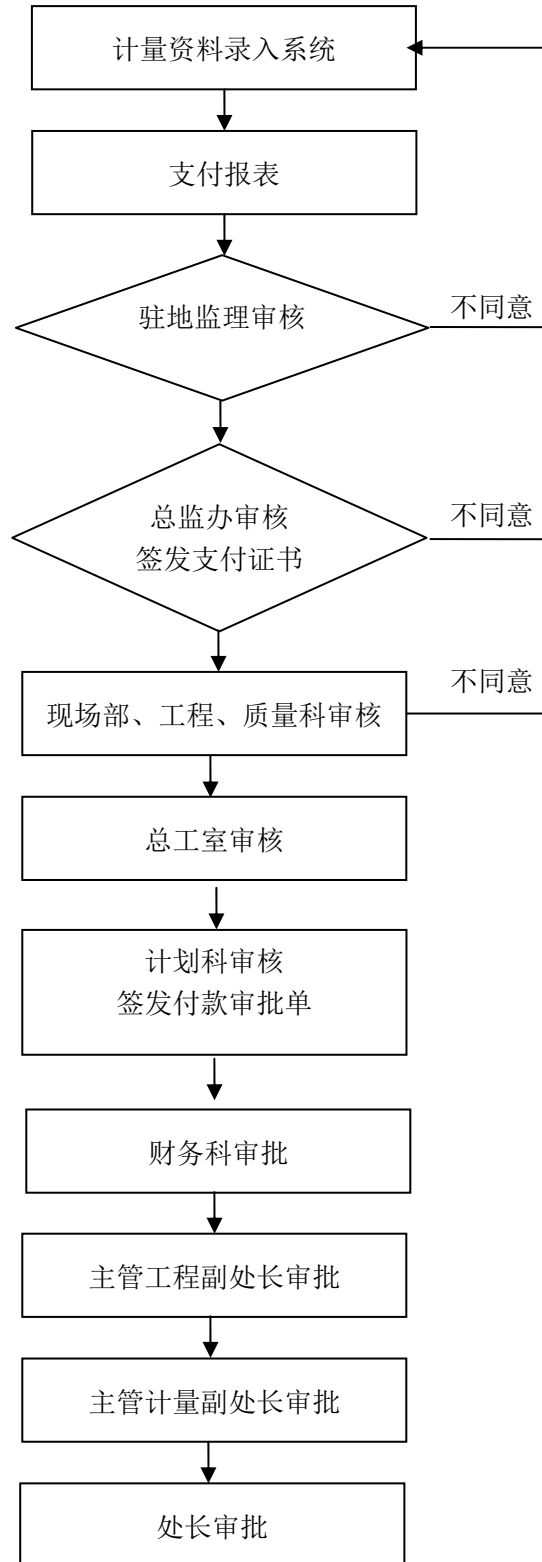 计量资料录入系统
支付报表
驻地监理审核
不同意
总监办审核
签发支付证书
不同意
现场部、工程、质量科审核
不同意
总工室审核
计划科审核
签发付款审批单
财务科审批
主管工程副处长审批
主管计量副处长审批
处长审批